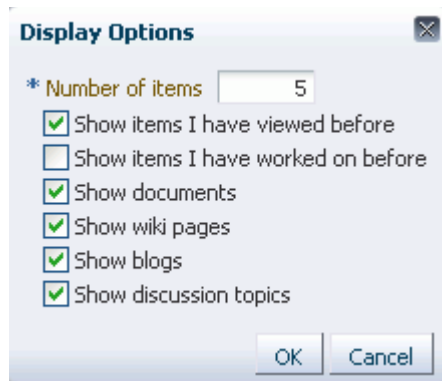 Display Options
* Number of items 5
Show items I have viewed before
Show items I have worked on before
Show documents
Show wiki pages
Show blogs
Show discussion topics
OK Cancel